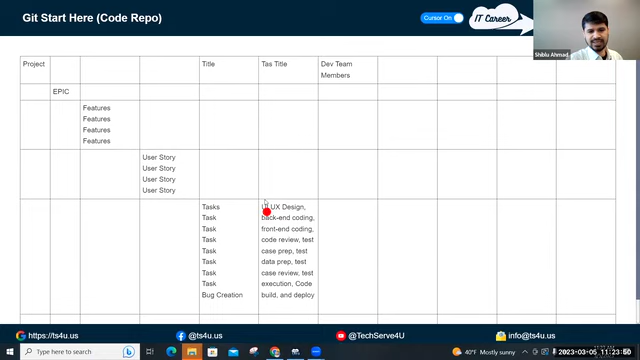 Git Start Here (Code Repo)
Cursor On
IT Career
Shiblu Ahmad
Project
Title
Tas Title
Dev Team
Members
EPIC
Features
Features
Features
Features
User Story
User Story
User Story
User Story
Tasks
Task
Task
Task
Task
Task
Task
Task
Bug Creation
UX Design,
back-end coding,
front-end coding,
code review, test
case prep, test
data prep, test
case review, test
execution, Code
build, and deploy
https://ts4u.us
@ts4u.us
@TechServe4U
info@ts4u.us
Type here to search
40°F Mostly sunny
2023-03-05 11:23:50